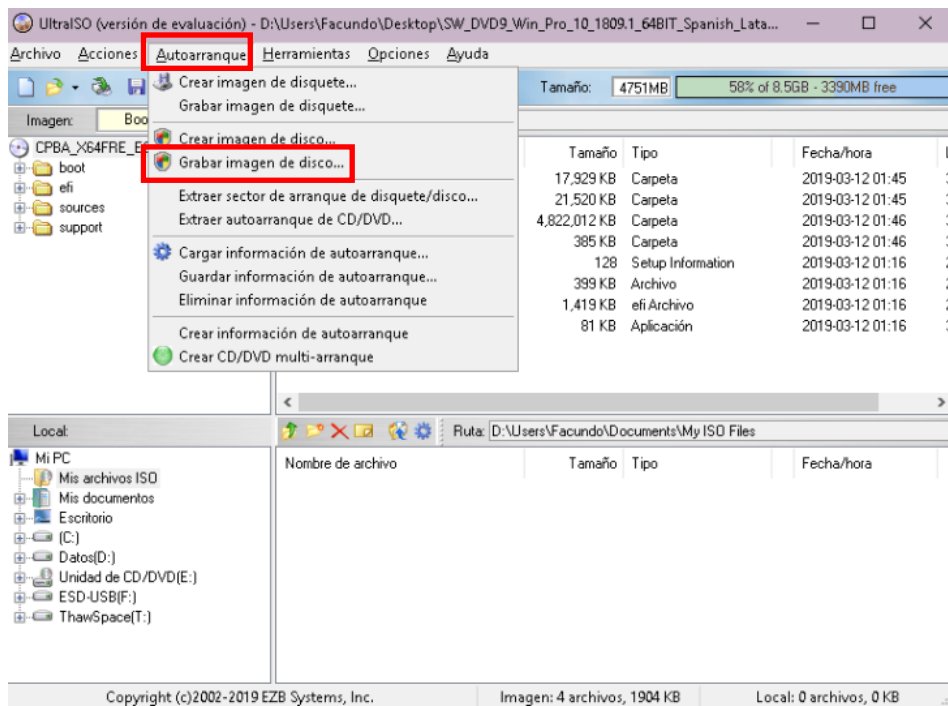 UltraISO (versión de evaluación) - D:\Users\Facundo\Desktop\SW_DVD9_Win_Pro_10_1809.1_64BIT_Spanish_Lata...
Archivo Acciones Autoarranque Herramientas Opciones Ayuda
Tamaño: 4751MB 58% of 8.5GB - 3390MB free
Imagen: Boo
Crear imagen de disquete...
Grabar imagen de disquete...
Crear imagen de disco...
Grabar imagen de disco...
Extraer sector de arranque de disquete/disco...
Extraer autoarranque de CD/DVD...
Cargar información de autoarranque...
Guardar información de autoarranque...
Eliminar información de autoarranque
Crear información de autoarranque
Crear CD/DVD multi-arranque
CPBA_X64FRE_ES
boot
efi
sources
support
Tamaño Tipo Fecha/hora
17,929 KB Carpeta 2019-03-12 01:45
21,520 KB Carpeta 2019-03-12 01:45
4,822,012 KB Carpeta 2019-03-12 01:46
385 KB Carpeta 2019-03-12 01:46
128 Setup Information 2019-03-12 01:16
399 KB Archivo 2019-03-12 01:16
1,419 KB efi Archivo 2019-03-12 01:16
81 KB Aplicación 2019-03-12 01:16
Local: Ruta: D:\Users\Facundo\Documents\My ISO Files
Mi PC
Mis archivos ISO
Mis documentos
Escritorio
(C:)
Datos(D:)
Unidad de CD/DVD(E:)
ESD-USB(F:)
ThawSpace(T:)
Nombre de archivo Tamaño Tipo Fecha/hora
Copyright (c)2002-2019 EZB Systems, Inc. Imagen: 4 archivos, 1904 KB Local: 0 archivos, 0 KB